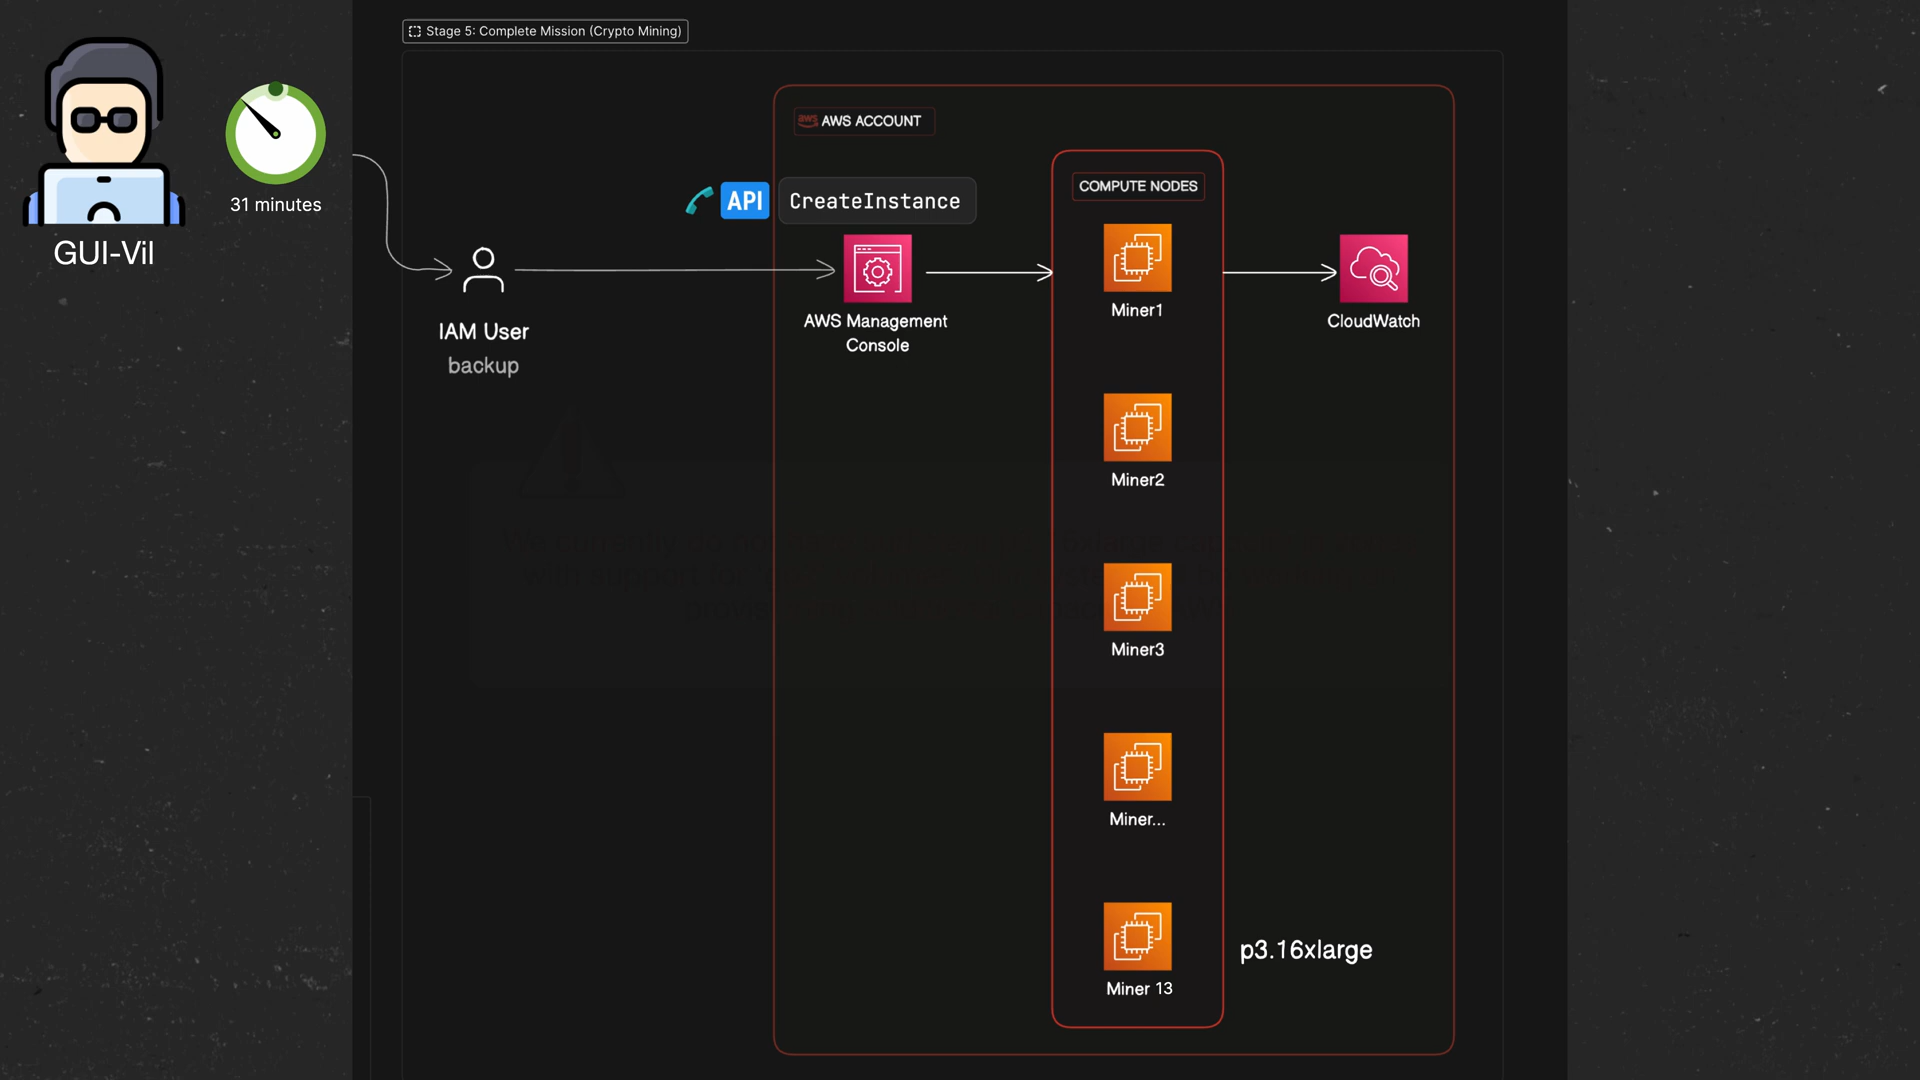 Stage 5: Complete Mission (Crypto Mining)
31 minutes
GUI-Vil
aws AWS ACCOUNT
API CreateInstance
COMPUTE NODES
IAM User
backup
AWS Management
Console
Miner1
CloudWatch
Miner2
Miner3
Miner...
Miner 13
p3.16xlarge